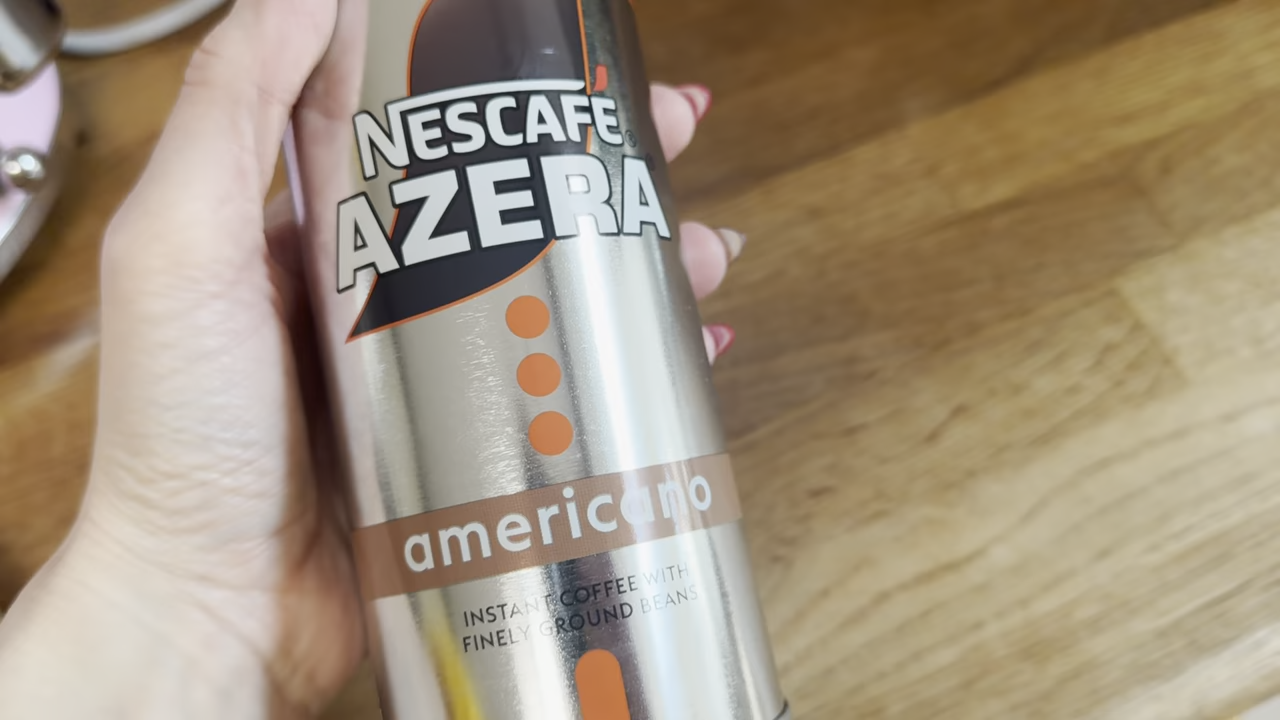 NESCAFÉ®
AZERA
americano
INSTANT COFFEE WITH
FINELY GROUND BEANS